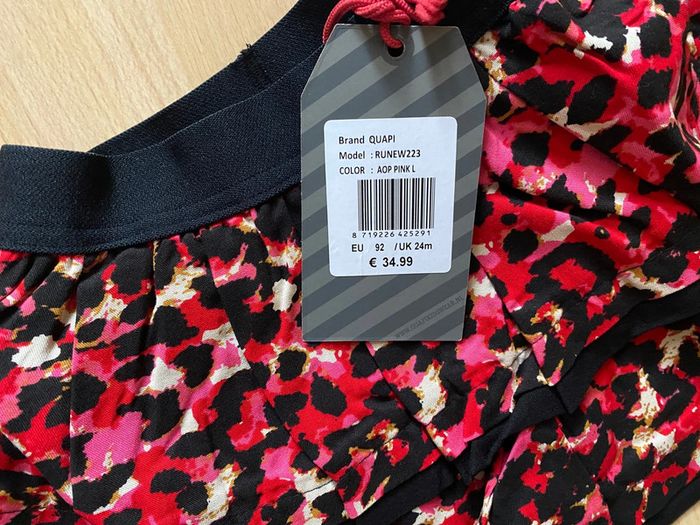 Brand QUAPI
Model : RUNEW223
COLOR : AOP PINK L
8 719226 425291
EU 92 / UK 24m
€ 34.99